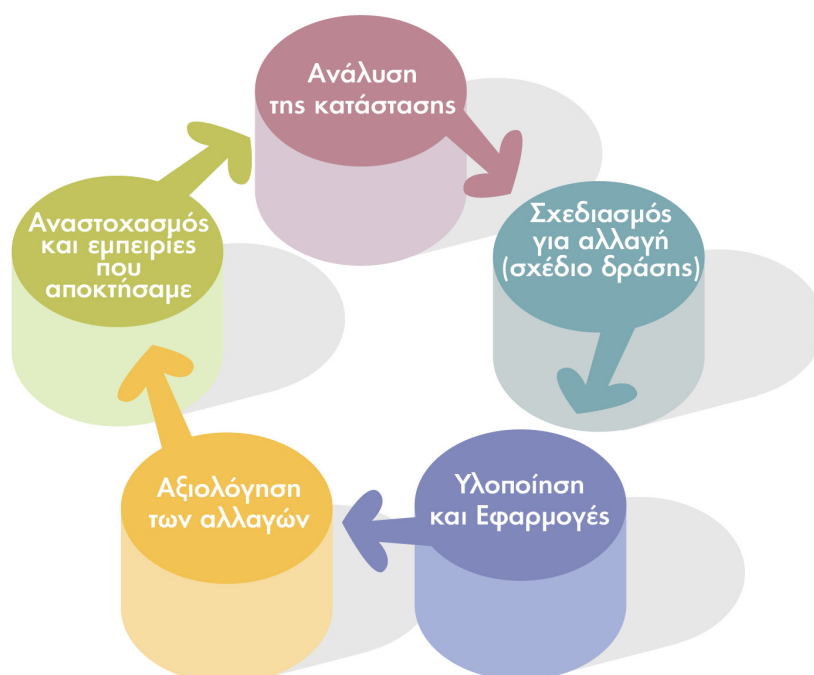 Ανάλυση
της κατάστασης
Σχεδιασμός
για αλλαγή
(σχέδιο δράσης)
Υλοποίηση
και Εφαρμογές
Αξιολόγηση
των αλλαγών
Αναστοχασμός
και εμπειρίες
που
αποκτήσαμε